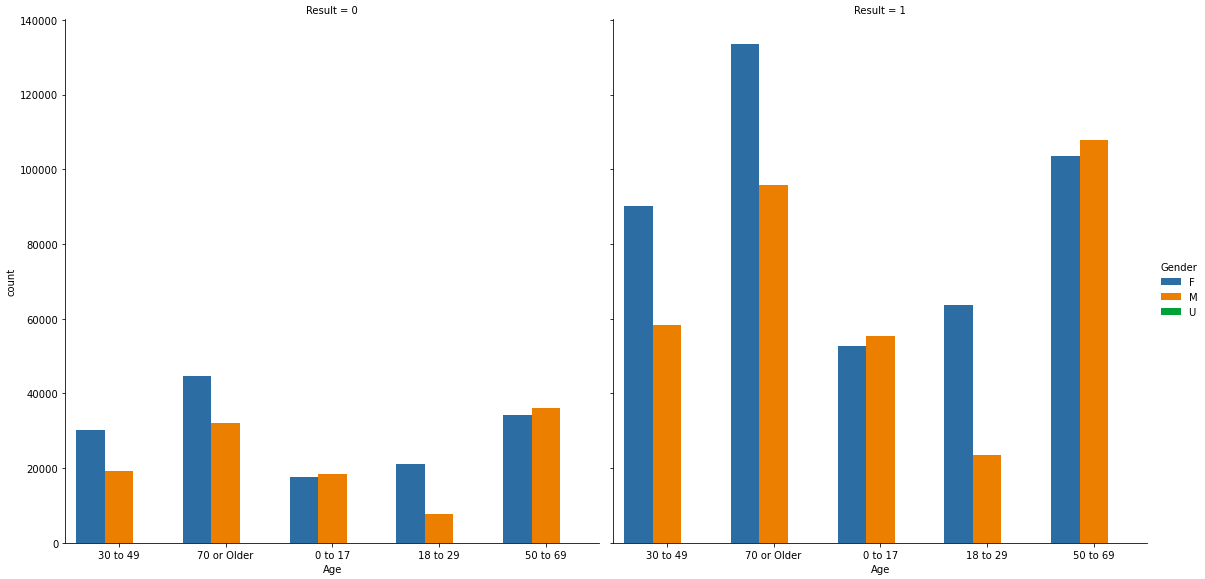 Result = 0
Result = 1
140000
120000
100000
80000
60000
40000
20000
0
count
30 to 49
70 or Older
0 to 17
18 to 29
50 to 69
Age
30 to 49
70 or Older
0 to 17
18 to 29
50 to 69
Age
Gender
F
M
U